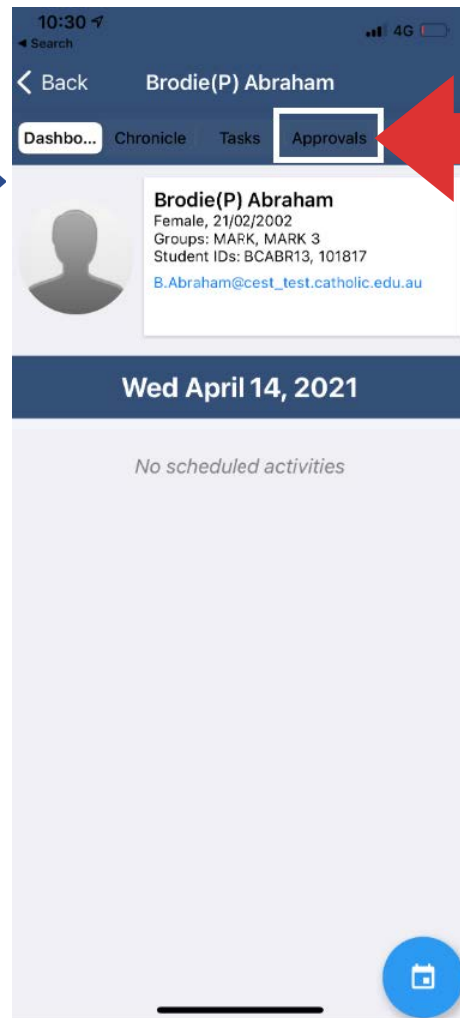 10:30
4G
◀ Search
Back Brodie(P) Abraham
Dashbo... Chronicle Tasks Approvals
Brodie(P) Abraham
Female, 21/02/2002
Groups: MARK, MARK 3
Student IDs: BCABR13, 101817
B.Abraham@cest_test.catholic.edu.au
Wed April 14, 2021
No scheduled activities